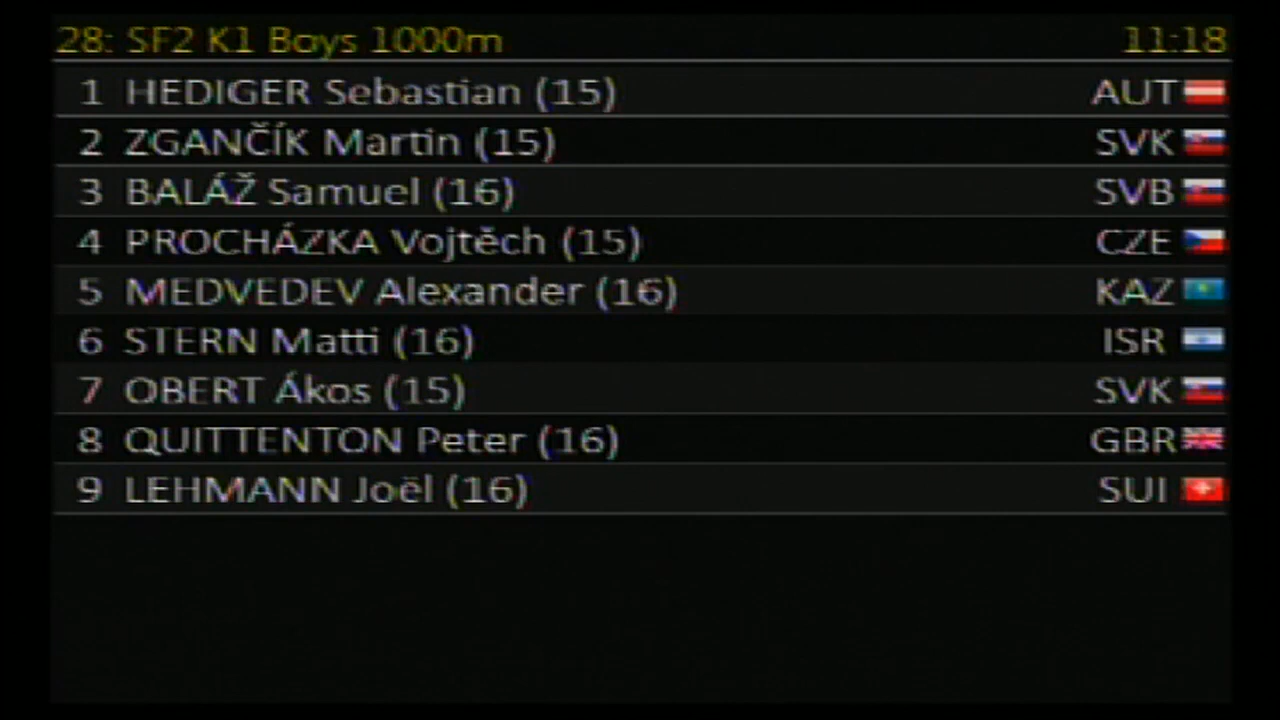 28: SF2 K1 Boys 1000m 11:18
1 HEDIGER Sebastian (15) AUT
2 ZGANČÍK Martin (15) SVK
3 BALÁŽ Samuel (16) SVB
4 PROCHÁZKA Vojtěch (15) CZE
5 MEDVEDEV Alexander (16) KAZ
6 STERN Matti (16) ISR
7 OBERT Ákos (15) SVK
8 QUITTENTON Peter (16) GBR
9 LEHMANN Joël (16) SUI